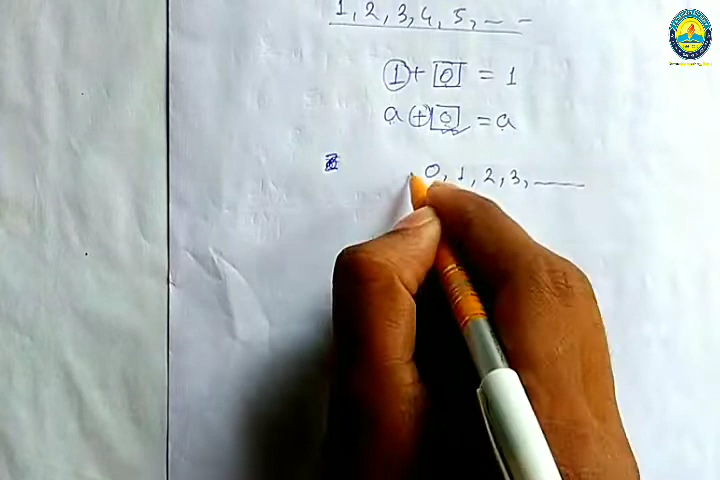 1, 2, 3, 4, 5, – –
1 + 0 = 1
a + 0 = a
, 0, 1, 2, 3, ——